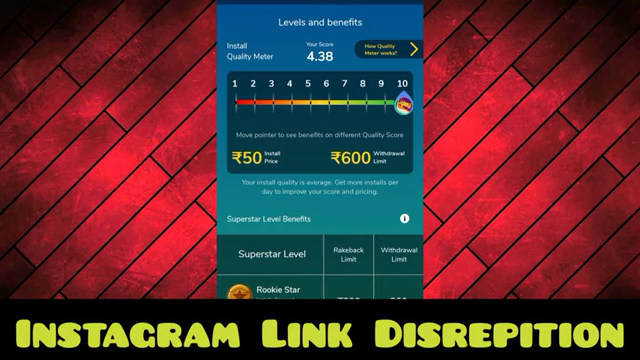 Levels and benefits
Install
Quality Meter
Your Score
4.38
How Quality
Meter works?
1 2 3 4 5 6 7 8 9 10
Move pointer to see benefits on different Quality Score
₹50 Install
Price
₹600 Withdrawal
Limit
Your install quality is average. Get more installs per
day to improve your score and pricing.
Superstar Level Benefits
Superstar Level
Rakeback
Limit
Withdrawal
Limit
Rookie Star
Instagram Link Disrepition